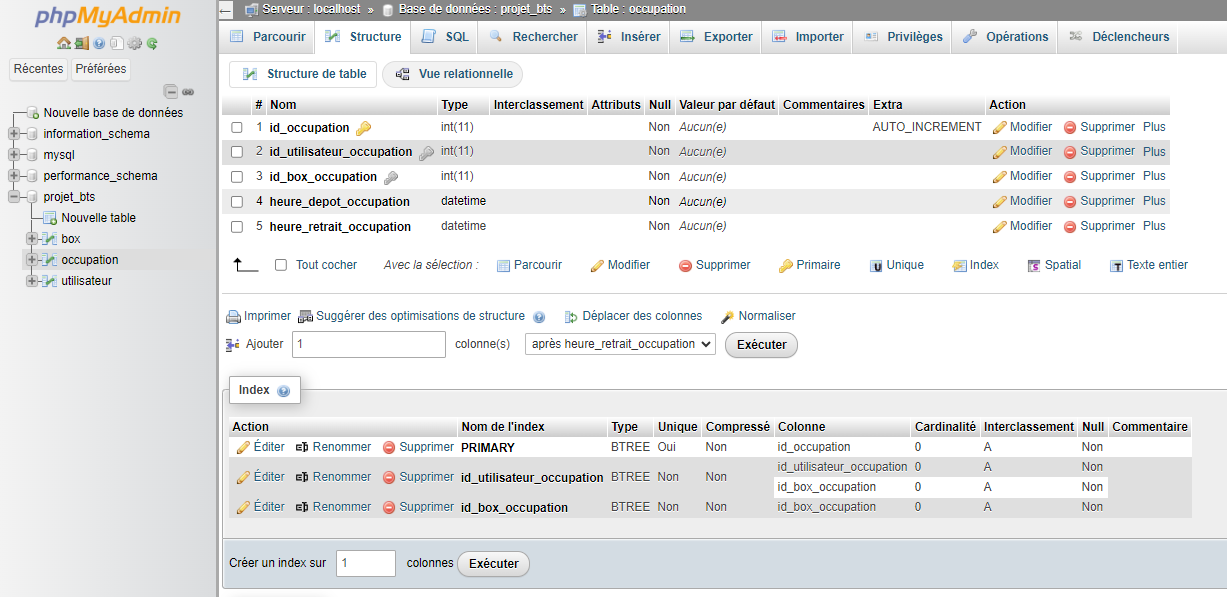 phpMyAdmin
Récentes Préférées
Nouvelle base de données
information_schema
mysql
performance_schema
projet_bts
Nouvelle table
box
occupation
utilisateur
Serveur : localhost » Base de données : projet_bts » Table : occupation
Parcourir Structure SQL Rechercher Insérer Exporter Importer Privilèges Opérations Déclencheurs
Structure de table Vue relationnelle
# Nom Type Interclassement Attributs Null Valeur par défaut Commentaires Extra Action
1 id_occupation int(11) Non Aucun(e) AUTO_INCREMENT Modifier Supprimer Plus
2 id_utilisateur_occupation int(11) Non Aucun(e) Modifier Supprimer Plus
3 id_box_occupation int(11) Non Aucun(e) Modifier Supprimer Plus
4 heure_depot_occupation datetime Non Aucun(e) Modifier Supprimer Plus
5 heure_retrait_occupation datetime Non Aucun(e) Modifier Supprimer Plus
Tout cocher Avec la sélection : Parcourir Modifier Supprimer Primaire Unique Index Spatial Texte entier
Imprimer Suggérer des optimisations de structure Déplacer des colonnes Normaliser
Ajouter 1 colonne(s) après heure_retrait_occupation Exécuter
Index
Action Nom de l'index Type Unique Compressé Colonne Cardinalité Interclassement Null Commentaire
Éditer Renommer Supprimer PRIMARY BTREE Oui Non id_occupation 0 A Non
Éditer Renommer Supprimer id_utilisateur_occupation BTREE Non Non id_utilisateur_occupation 0 A Non
id_box_occupation 0 A Non
Éditer Renommer Supprimer id_box_occupation BTREE Non Non id_box_occupation 0 A Non
Créer un index sur 1 colonnes Exécuter